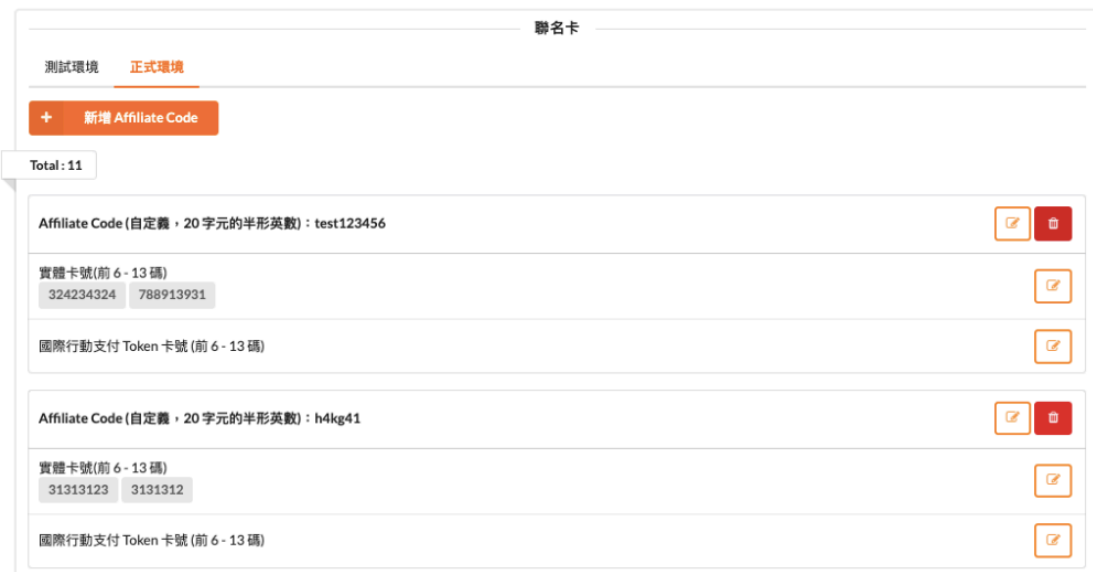 聯名卡
測試環境 正式環境
+ 新增 Affiliate Code
Total : 11
Affiliate Code (自定義，20 字元的半形英數)：test123456
實體卡號(前 6 - 13 碼)
324234324 788913931
國際行動支付 Token 卡號 (前 6 - 13 碼)
Affiliate Code (自定義，20 字元的半形英數)：h4kg41
實體卡號(前 6 - 13 碼)
31313123 3131312
國際行動支付 Token 卡號 (前 6 - 13 碼)